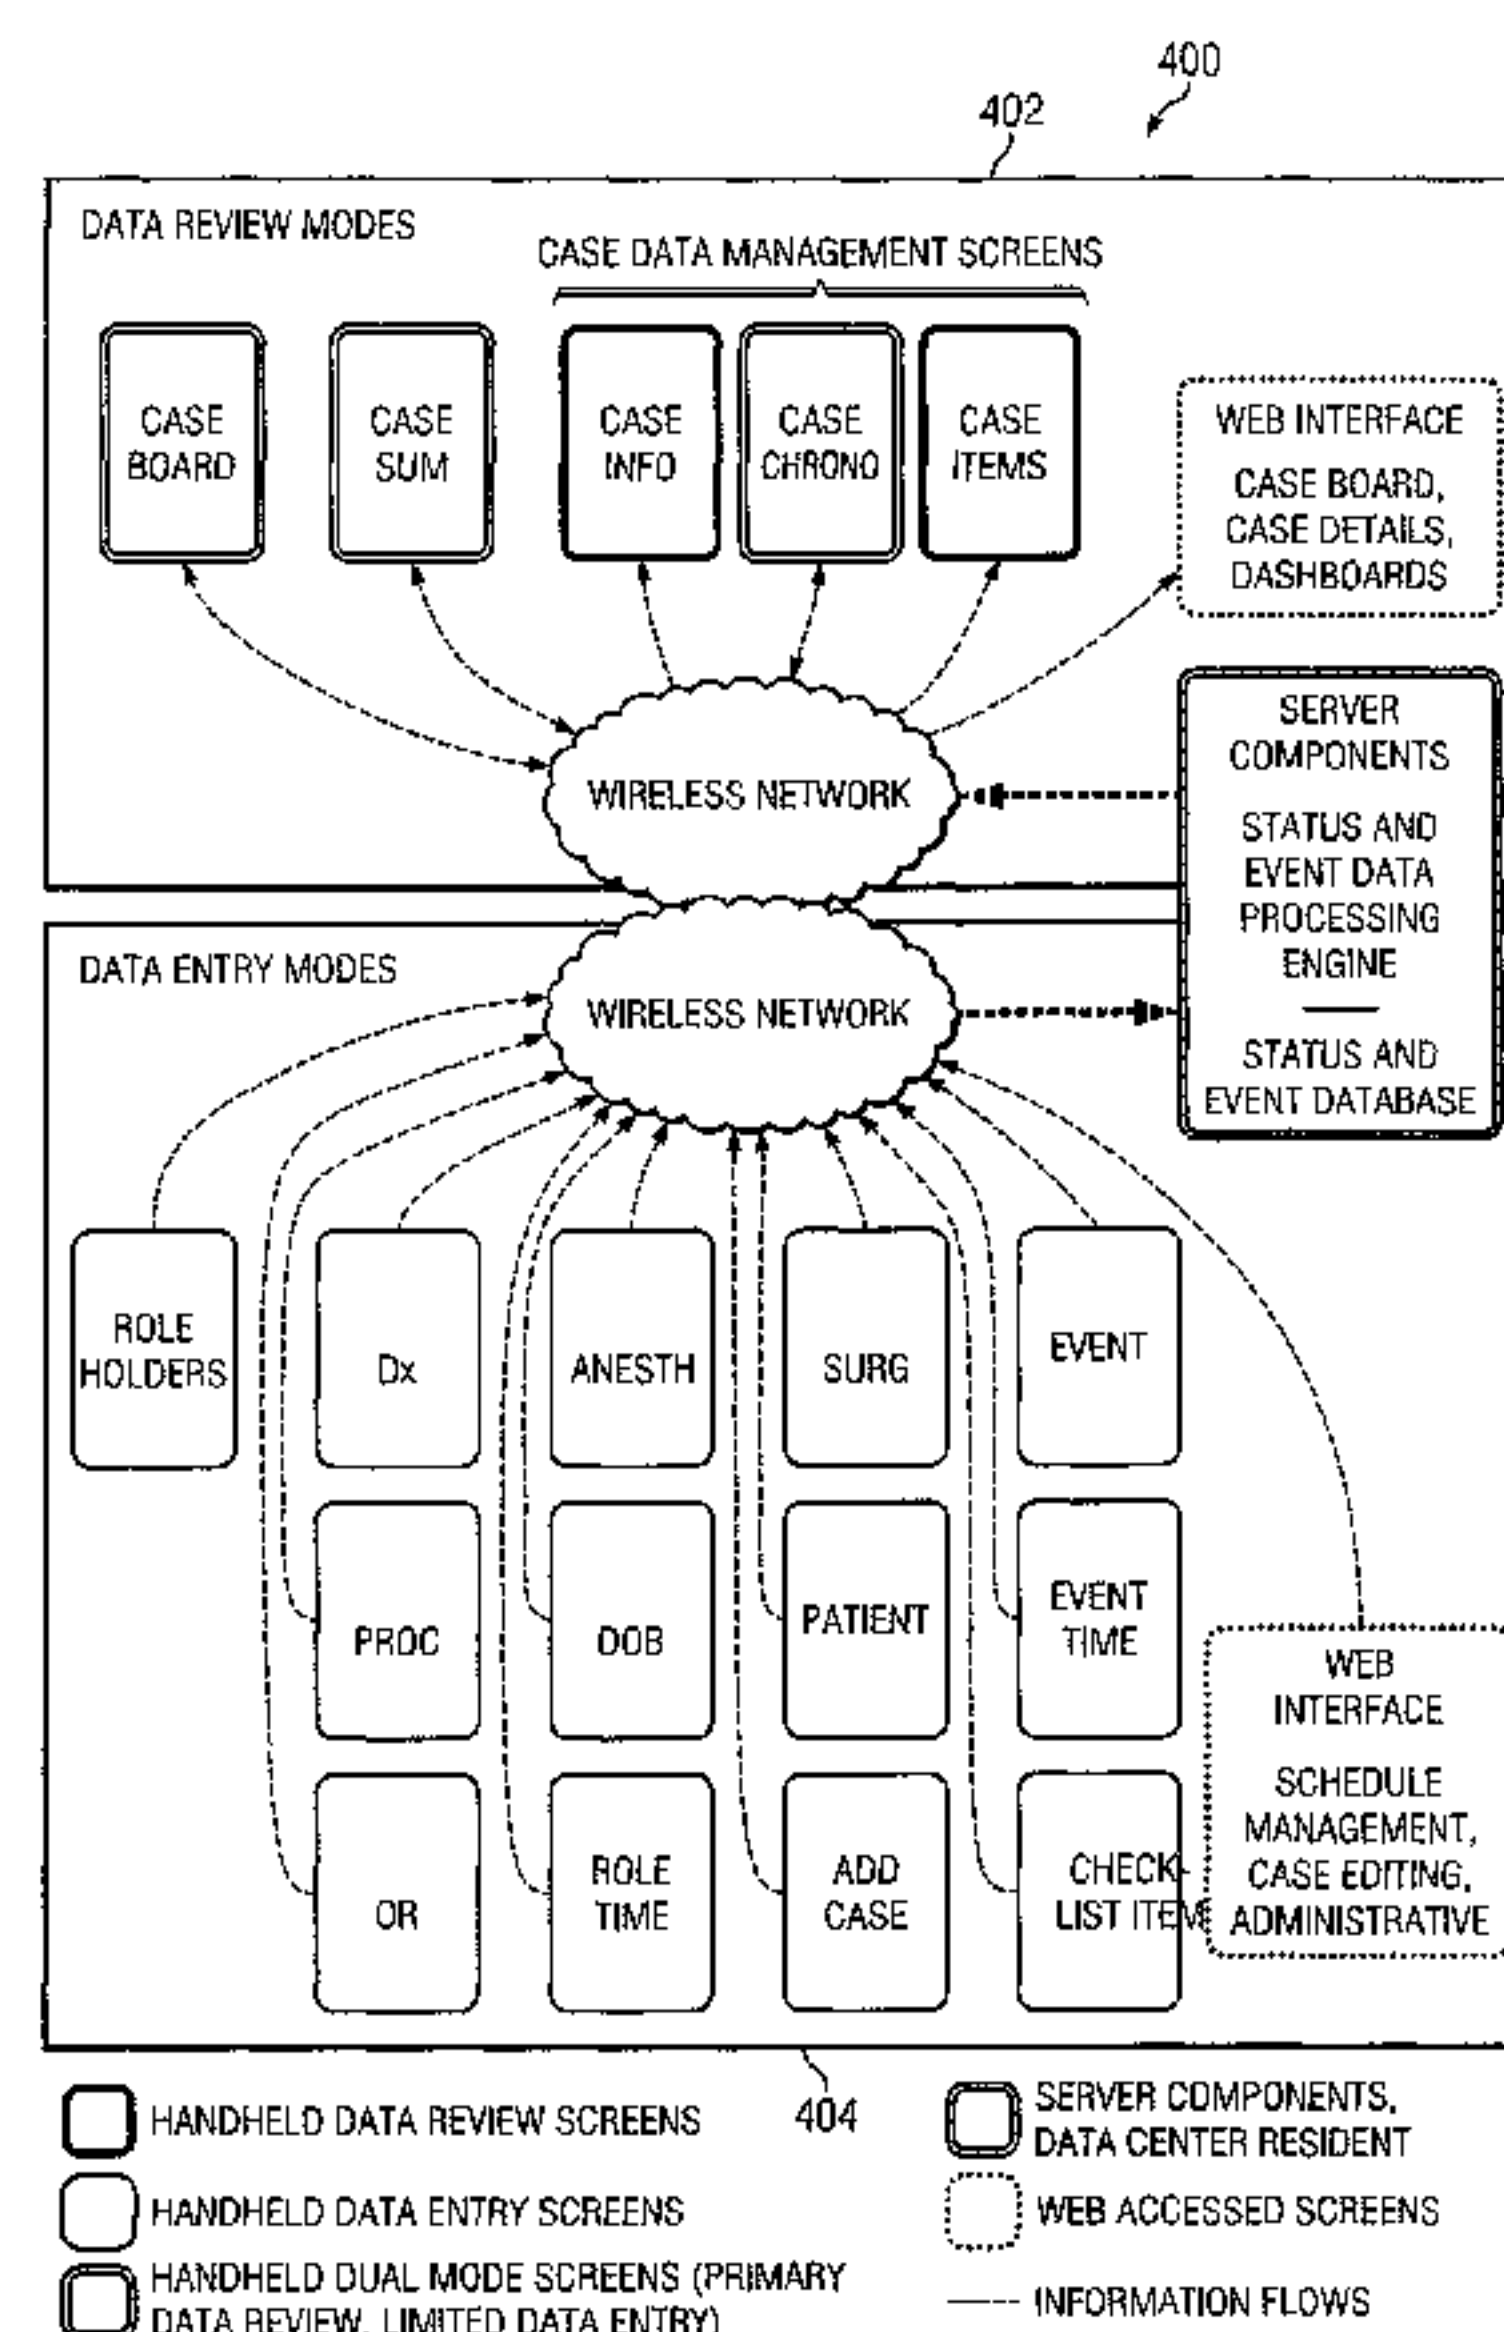 400
402
DATA REVIEW MODES
CASE DATA MANAGEMENT SCREENS
CASE
BOARD
CASE
SUM
CASE
INFO
CASE
CHRONO
CASE
ITEMS
WEB INTERFACE
CASE BOARD,
CASE DETAILS,
DASHBOARDS
WIRELESS NETWORK
SERVER
COMPONENTS
STATUS AND
EVENT DATA
PROCESSING
ENGINE
STATUS AND
EVENT DATABASE
DATA ENTRY MODES
WIRELESS NETWORK
ROLE
HOLDERS
Dx
ANESTH
SURG
EVENT
PROC
DOB
PATIENT
EVENT
TIME
OR
ROLE
TIME
ADD
CASE
CHECK-
LIST ITEM
WEB
INTERFACE
SCHEDULE
MANAGEMENT,
CASE EDITING,
ADMINISTRATIVE
404
HANDHELD DATA REVIEW SCREENS
HANDHELD DATA ENTRY SCREENS
HANDHELD DUAL MODE SCREENS (PRIMARY
DATA REVIEW, LIMITED DATA ENTRY)
SERVER COMPONENTS,
DATA CENTER RESIDENT
WEB ACCESSED SCREENS
INFORMATION FLOWS